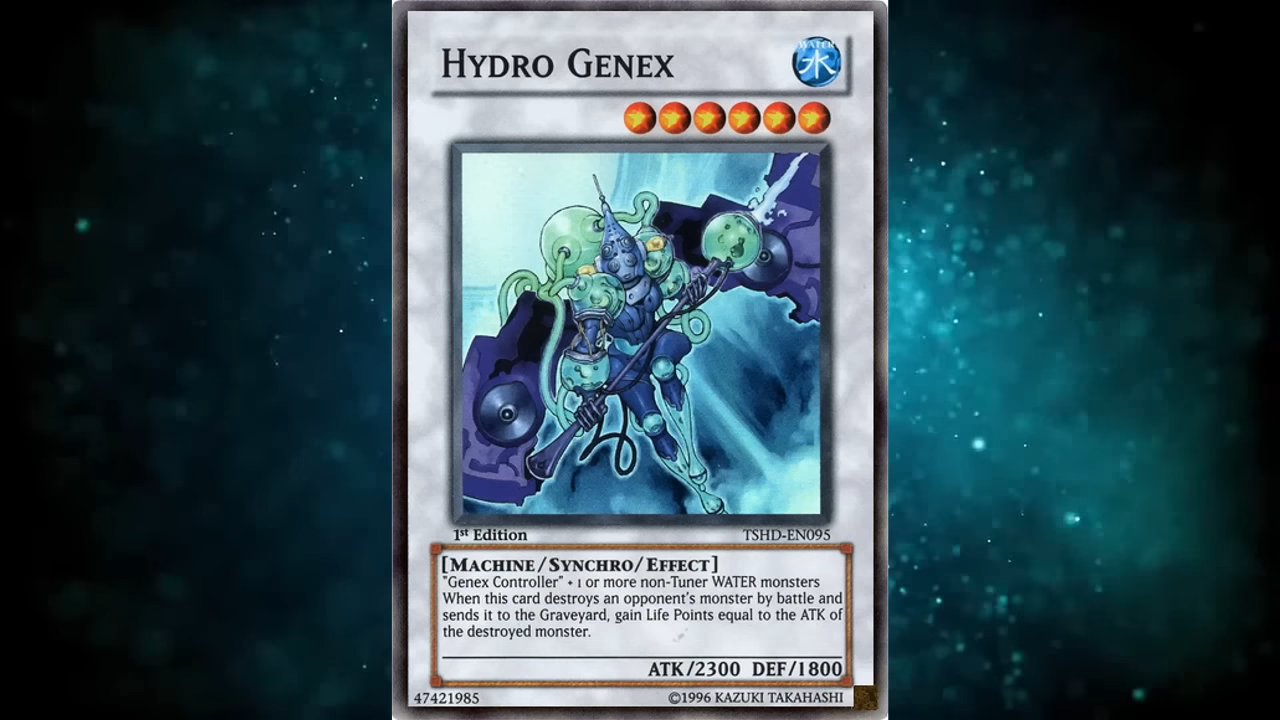 HYDRO GENEX
WATER
水
1st Edition
TSHD-EN095
[MACHINE/SYNCHRO/EFFECT]
"Genex Controller" + 1 or more non-Tuner WATER monsters
When this card destroys an opponent's monster by battle and
sends it to the Graveyard, gain Life Points equal to the ATK of
the destroyed monster.
ATK/2300 DEF/1800
47421985
©1996 KAZUKI TAKAHASHI